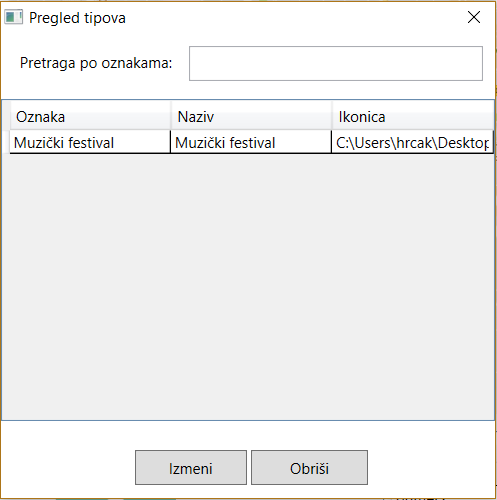 Pregled tipova
Pretraga po oznakama:
Oznaka Naziv Ikonica
Muzički festival Muzički festival C:\Users\hrcak\Desktop
Izmeni Obriši